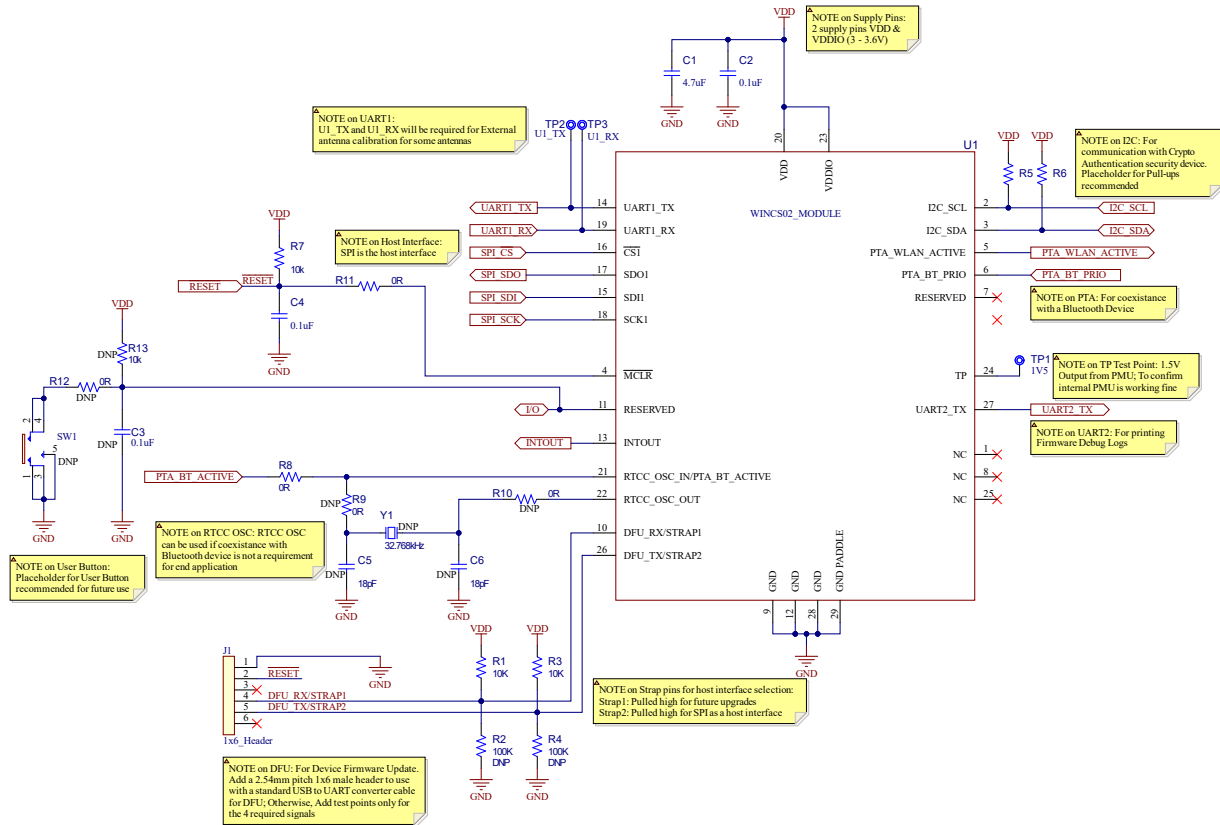 VDD
NOTE on Supply Pins:
2 supply pins VDD &
VDDIO (3 - 3.6V)
C1
4.7uF
GND
C2
0.1uF
GND
NOTE on UART1:
U1_TX and U1_RX will be required for External
antenna calibration for some antennas
TP2
U1_TX
TP3
U1_RX
20
VDD
23
VDDIO
U1
WINCS02_MODULE
VDD
R5
VDD
R6
NOTE on I2C: For
communication with Crypto
Authentication security device.
Placeholder for Pull-ups
recommended
UART1_TX
14
UART1_TX
UART1_RX
19
UART1_RX
SPI_CS
16
CS1
SPI_SDO
17
SDO1
SPI_SDI
15
SDI1
SPI_SCK
18
SCK1
4
MCLR
I/O
11
RESERVED
INTOUT
13
INTOUT
21
RTCC_OSC_IN/PTA_BT_ACTIVE
22
RTCC_OSC_OUT
10
DFU_RX/STRAP1
26
DFU_TX/STRAP2
I2C_SCL
2
I2C_SCL
I2C_SDA
3
I2C_SDA
PTA_WLAN_ACTIVE
5
PTA_WLAN_ACTIVE
PTA_BT_PRIO
6
PTA_BT_PRIO
RESERVED
7
NOTE on PTA: For coexistance
with a Bluetooth Device
TP
24
TP1
1V5
NOTE on TP Test Point: 1.5V
Output from PMU; To confirm
internal PMU is working fine
UART2_TX
27
UART2_TX
NOTE on UART2: For printing
Firmware Debug Logs
NC
1
NC
8
NC
25
GND
9
GND
12
GND
28
GND PADDLE
29
GND
NOTE on Host Interface:
SPI is the host interface
VDD
R7
10k
RESET
RESET
R11
0R
C4
0.1uF
GND
VDD
DNP
R13
10k
R12
0R
DNP
C3
DNP
0.1uF
GND
2
4
SW1
5
DNP
1
3
GND
PTA_BT_ACTIVE
R8
0R
R9
DNP
0R
R10
0R
DNP
Y1
DNP
32.768kHz
C5
DNP
18pF
GND
C6
DNP
18pF
GND
NOTE on RTCC OSC: RTCC OSC
can be used if coexistance with
Bluetooth device is not a requirement
for end application
NOTE on User Button:
Placeholder for User Button
recommended for future use
J1
1
2
RESET
3
4
DFU_RX/STRAP1
5
DFU_TX/STRAP2
6
1x6_Header
GND
VDD
R1
10K
VDD
R3
10K
R2
100K
DNP
GND
R4
100K
DNP
GND
NOTE on Strap pins for host interface selection:
Strap1: Pulled high for future upgrades
Strap2: Pulled high for SPI as a host interface
NOTE on DFU: For Device Firmware Update.
Add a 2.54mm pitch 1x6 male header to use
with a standard USB to UART converter cable
for DFU; Otherwise, Add test points only for
the 4 required signals